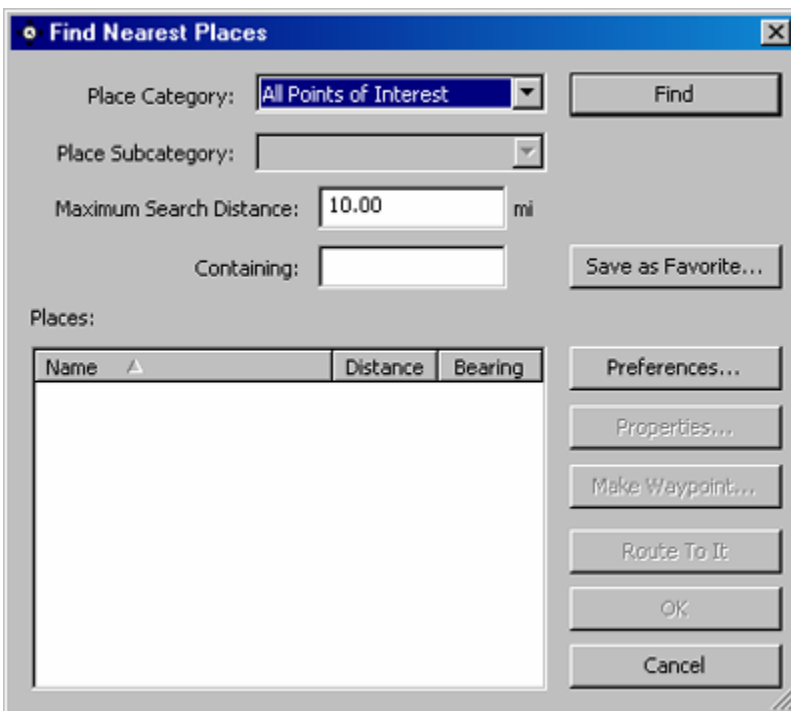 Find Nearest Places
Place Category: All Points of Interest Find
Place Subcategory:
Maximum Search Distance: 10.00 mi
Containing: Save as Favorite...
Places:
Name Distance Bearing Preferences...
Properties...
Make Waypoint...
Route To It
OK
Cancel